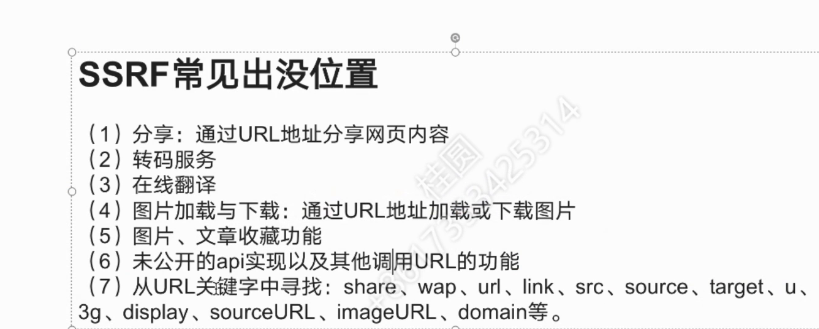 SSRF常见出没位置
（1）分享：通过URL地址分享网页内容
（2）转码服务
（3）在线翻译
（4）图片加载与下载：通过URL地址加载或下载图片
（5）图片、文章收藏功能
（6）未公开的api实现以及其他调用URL的功能
（7）从URL关键字中寻找：share、wap、url、link、src、source、target、u、
3g、display、sourceURL、imageURL、domain等。
桂圆